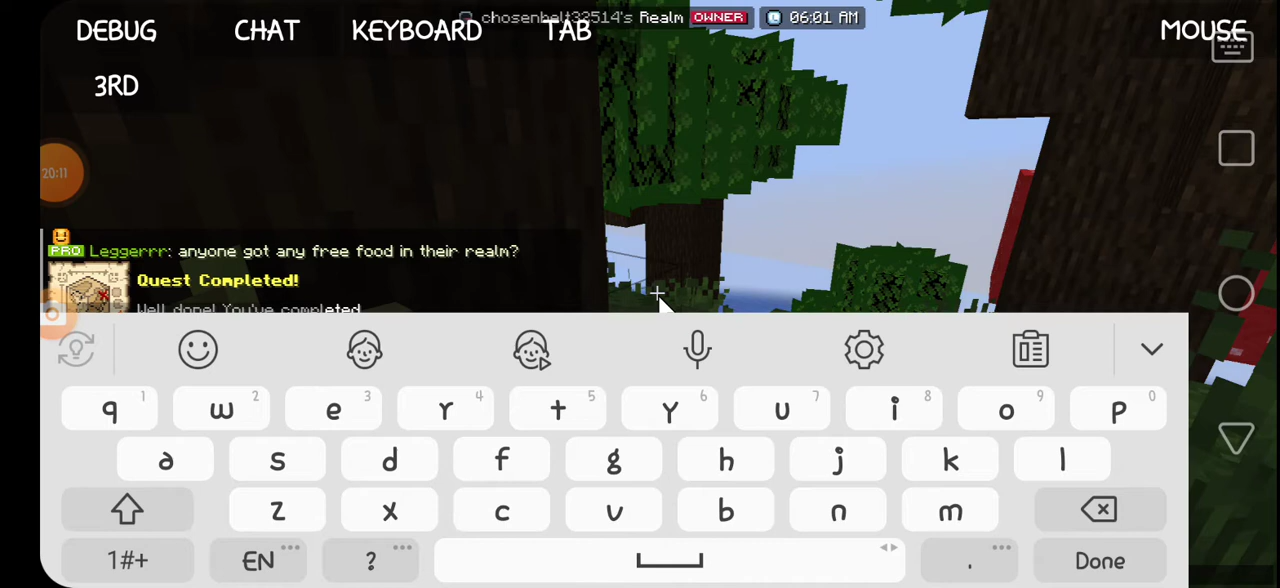 chosenbelt32514's Realm OWNER 06:01 AM
DEBUG CHAT KEYBOARD TAB MOUSE
3RD
20:11
PRO Leggerrr: anyone got any free food in their realm?
Quest Completed!
Well done! You've completed
q 1 w 2 e 3 r 4 t 5 y 6 u 7 i 8 o 9 p 0
a s d f g h j k l
z x c v b n m
1#+ EN ? . Done